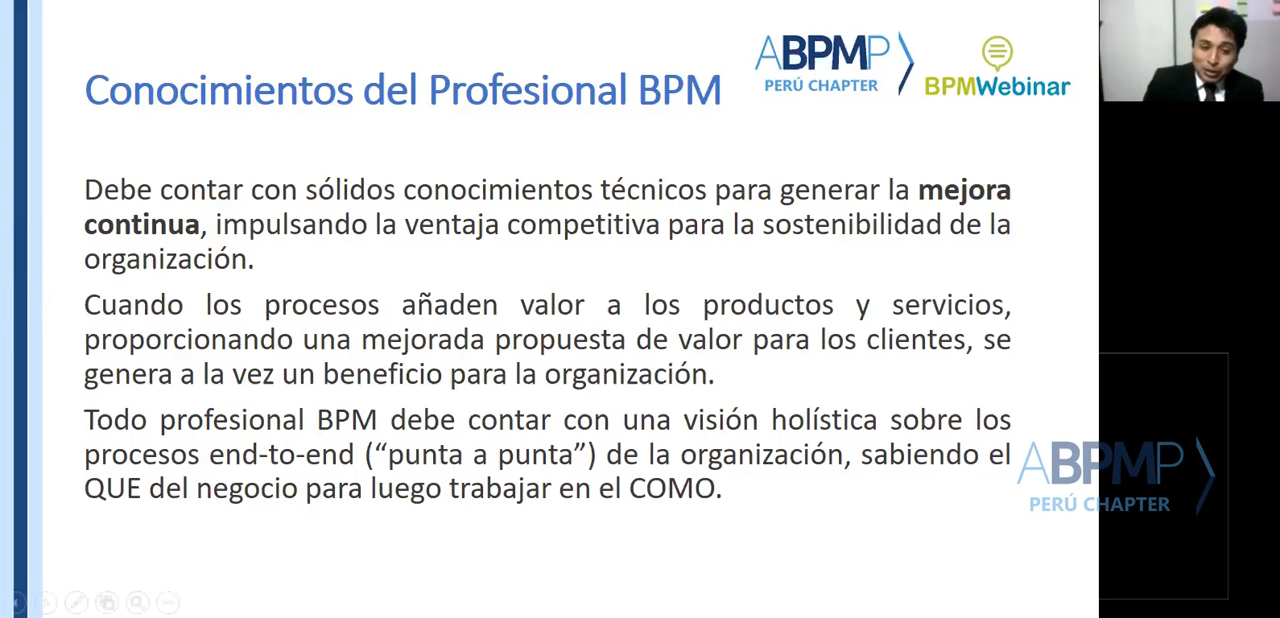 Conocimientos del Profesional BPM
ABPMP
PERÚ CHAPTER
BPMWebinar
Debe contar con sólidos conocimientos técnicos para generar la mejora
continua, impulsando la ventaja competitiva para la sostenibilidad de la
organización.
Cuando los procesos añaden valor a los productos y servicios,
proporcionando una mejorada propuesta de valor para los clientes, se
genera a la vez un beneficio para la organización.
Todo profesional BPM debe contar con una visión holística sobre los
procesos end-to-end (“punta a punta”) de la organización, sabiendo el
QUE del negocio para luego trabajar en el COMO.
ABPMP
PERÚ CHAPTER